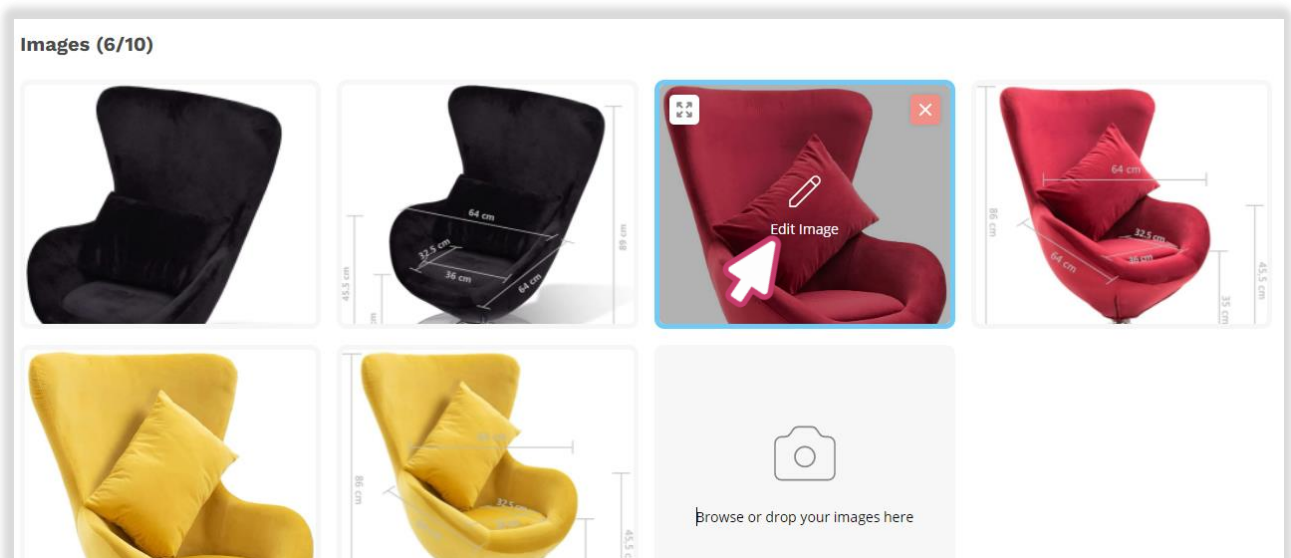 Images (6/10)
64 cm
32.5 cm
36 cm
64 cm
45.5 cm
cm
89 cm
Edit Image
86 cm
64 cm
32.5 cm
36 cm
64 cm
45,5 cm
35 cm
86 cm
32.5 cm
45.5 c
Browse or drop your images here